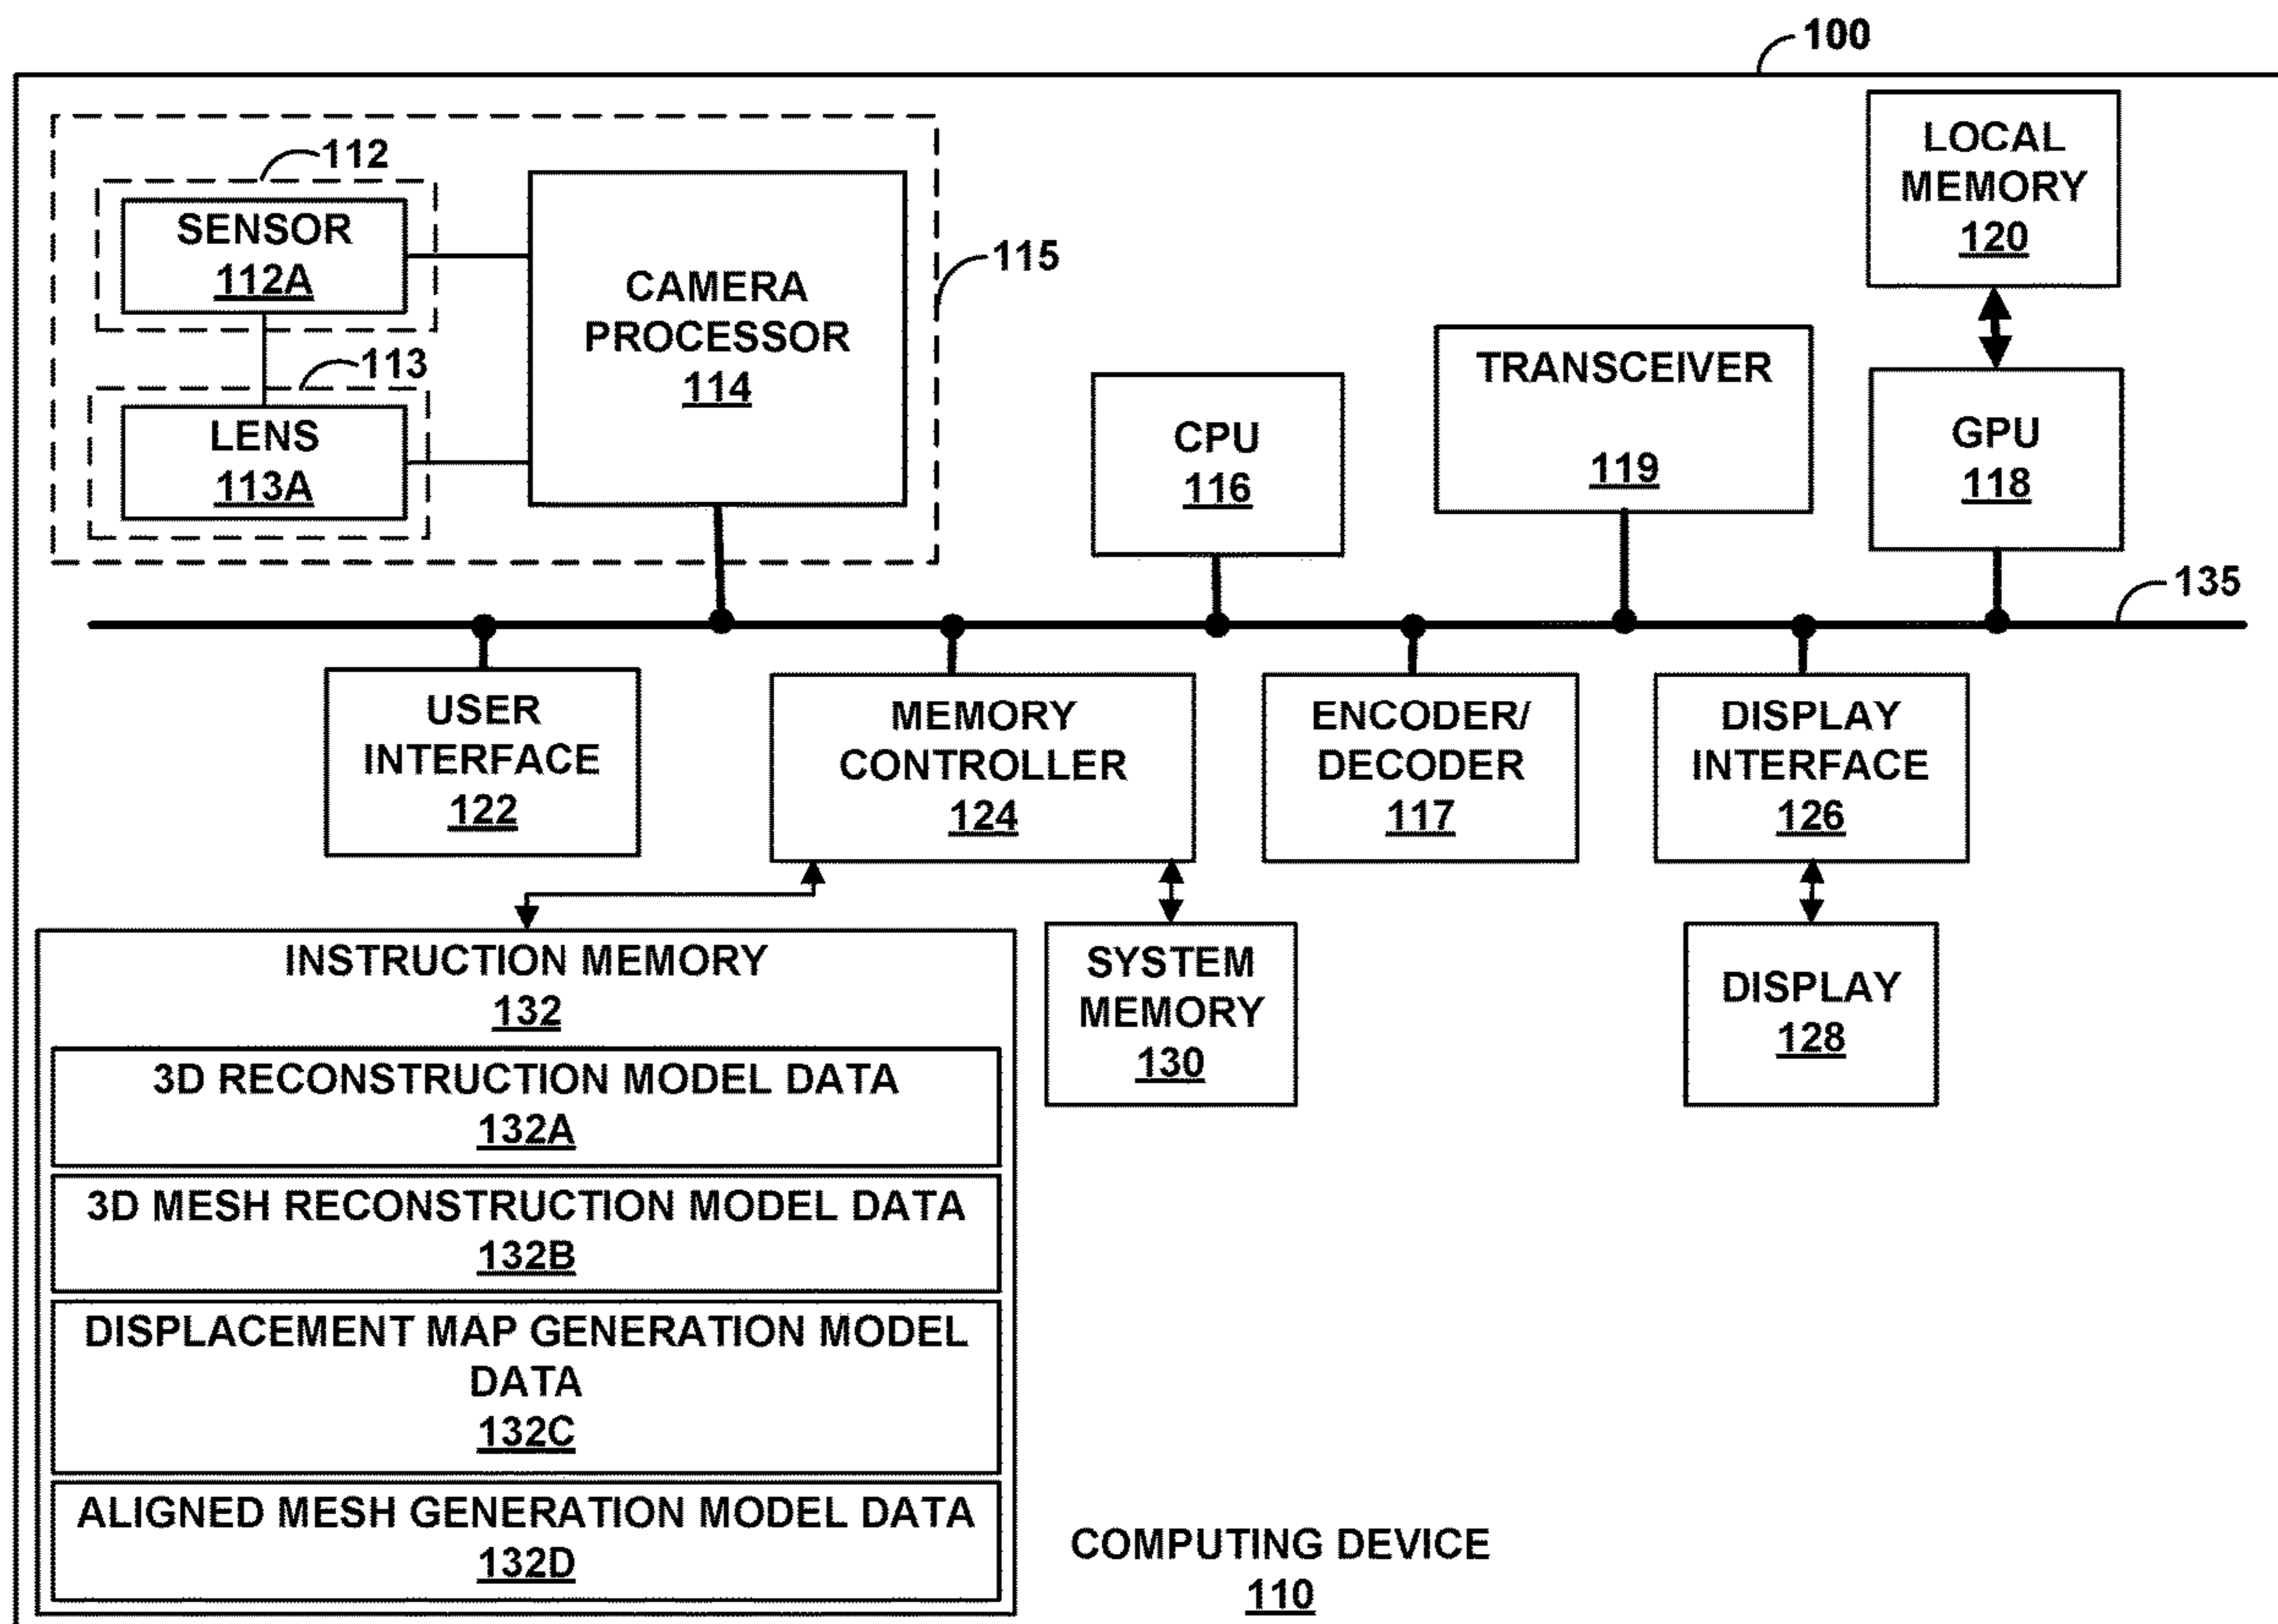 100
112
SENSOR
112A
113
LENS
113A
CAMERA
PROCESSOR
114
115
CPU
116
TRANSCEIVER
119
LOCAL
MEMORY
120
GPU
118
135
USER
INTERFACE
122
MEMORY
CONTROLLER
124
ENCODER/
DECODER
117
DISPLAY
INTERFACE
126
INSTRUCTION MEMORY
132
3D RECONSTRUCTION MODEL DATA
132A
3D MESH RECONSTRUCTION MODEL DATA
132B
DISPLACEMENT MAP GENERATION MODEL
DATA
132C
ALIGNED MESH GENERATION MODEL DATA
132D
SYSTEM
MEMORY
130
DISPLAY
128
COMPUTING DEVICE
110